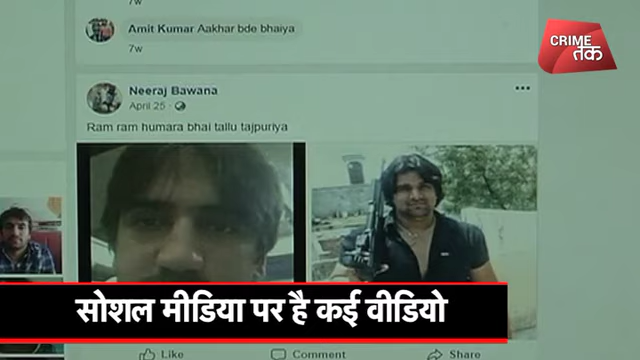 7w
Amit Kumar Aakhar bde bhaiya
7w
CRIME
तक
Neeraj Bawana
April 25 ·
Ram ram humara bhai tallu tajpuriya
सोशल मीडिया पर है कई वीडियो
Like Comment Share